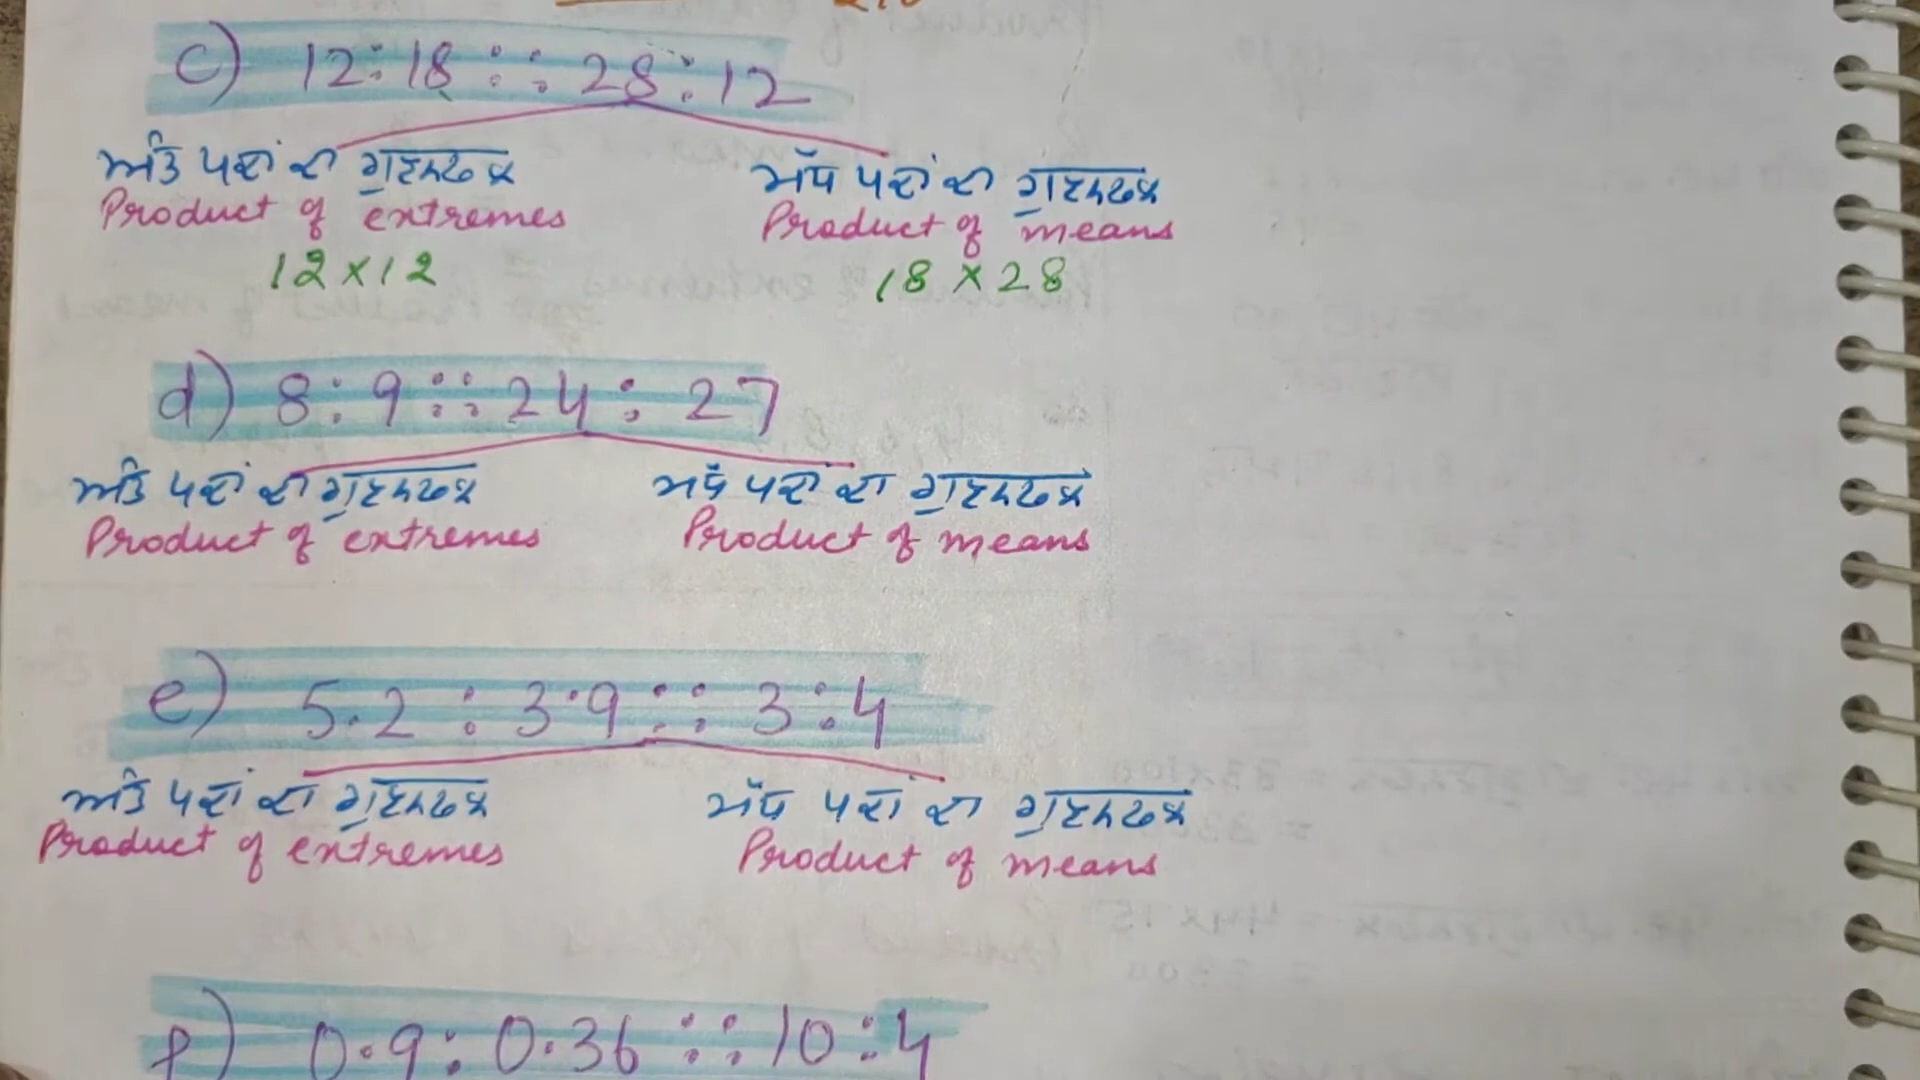 c) 12:18 :: 28:12
ਅੰਤ ਪਦਾਂ ਦਾ ਗੁਣਨਫਲ ਮੱਧ ਪਦਾਂ ਦਾ ਗੁਣਨਫਲ
Product of extremes Product of means
12×12 18×28
d) 8:9 :: 24:27
ਅੰਤ ਪਦਾਂ ਦਾ ਗੁਣਨਫਲ ਮੱਧ ਪਦਾਂ ਦਾ ਗੁਣਨਫਲ
Product of extremes Product of means
e) 5.2 : 3.9 :: 3:4
ਅੰਤ ਪਦਾਂ ਦਾ ਗੁਣਨਫਲ ਮੱਧ ਪਦਾਂ ਦਾ ਗੁਣਨਫਲ
Product of extremes Product of means
f) 0.9 : 0.36 :: 10:4